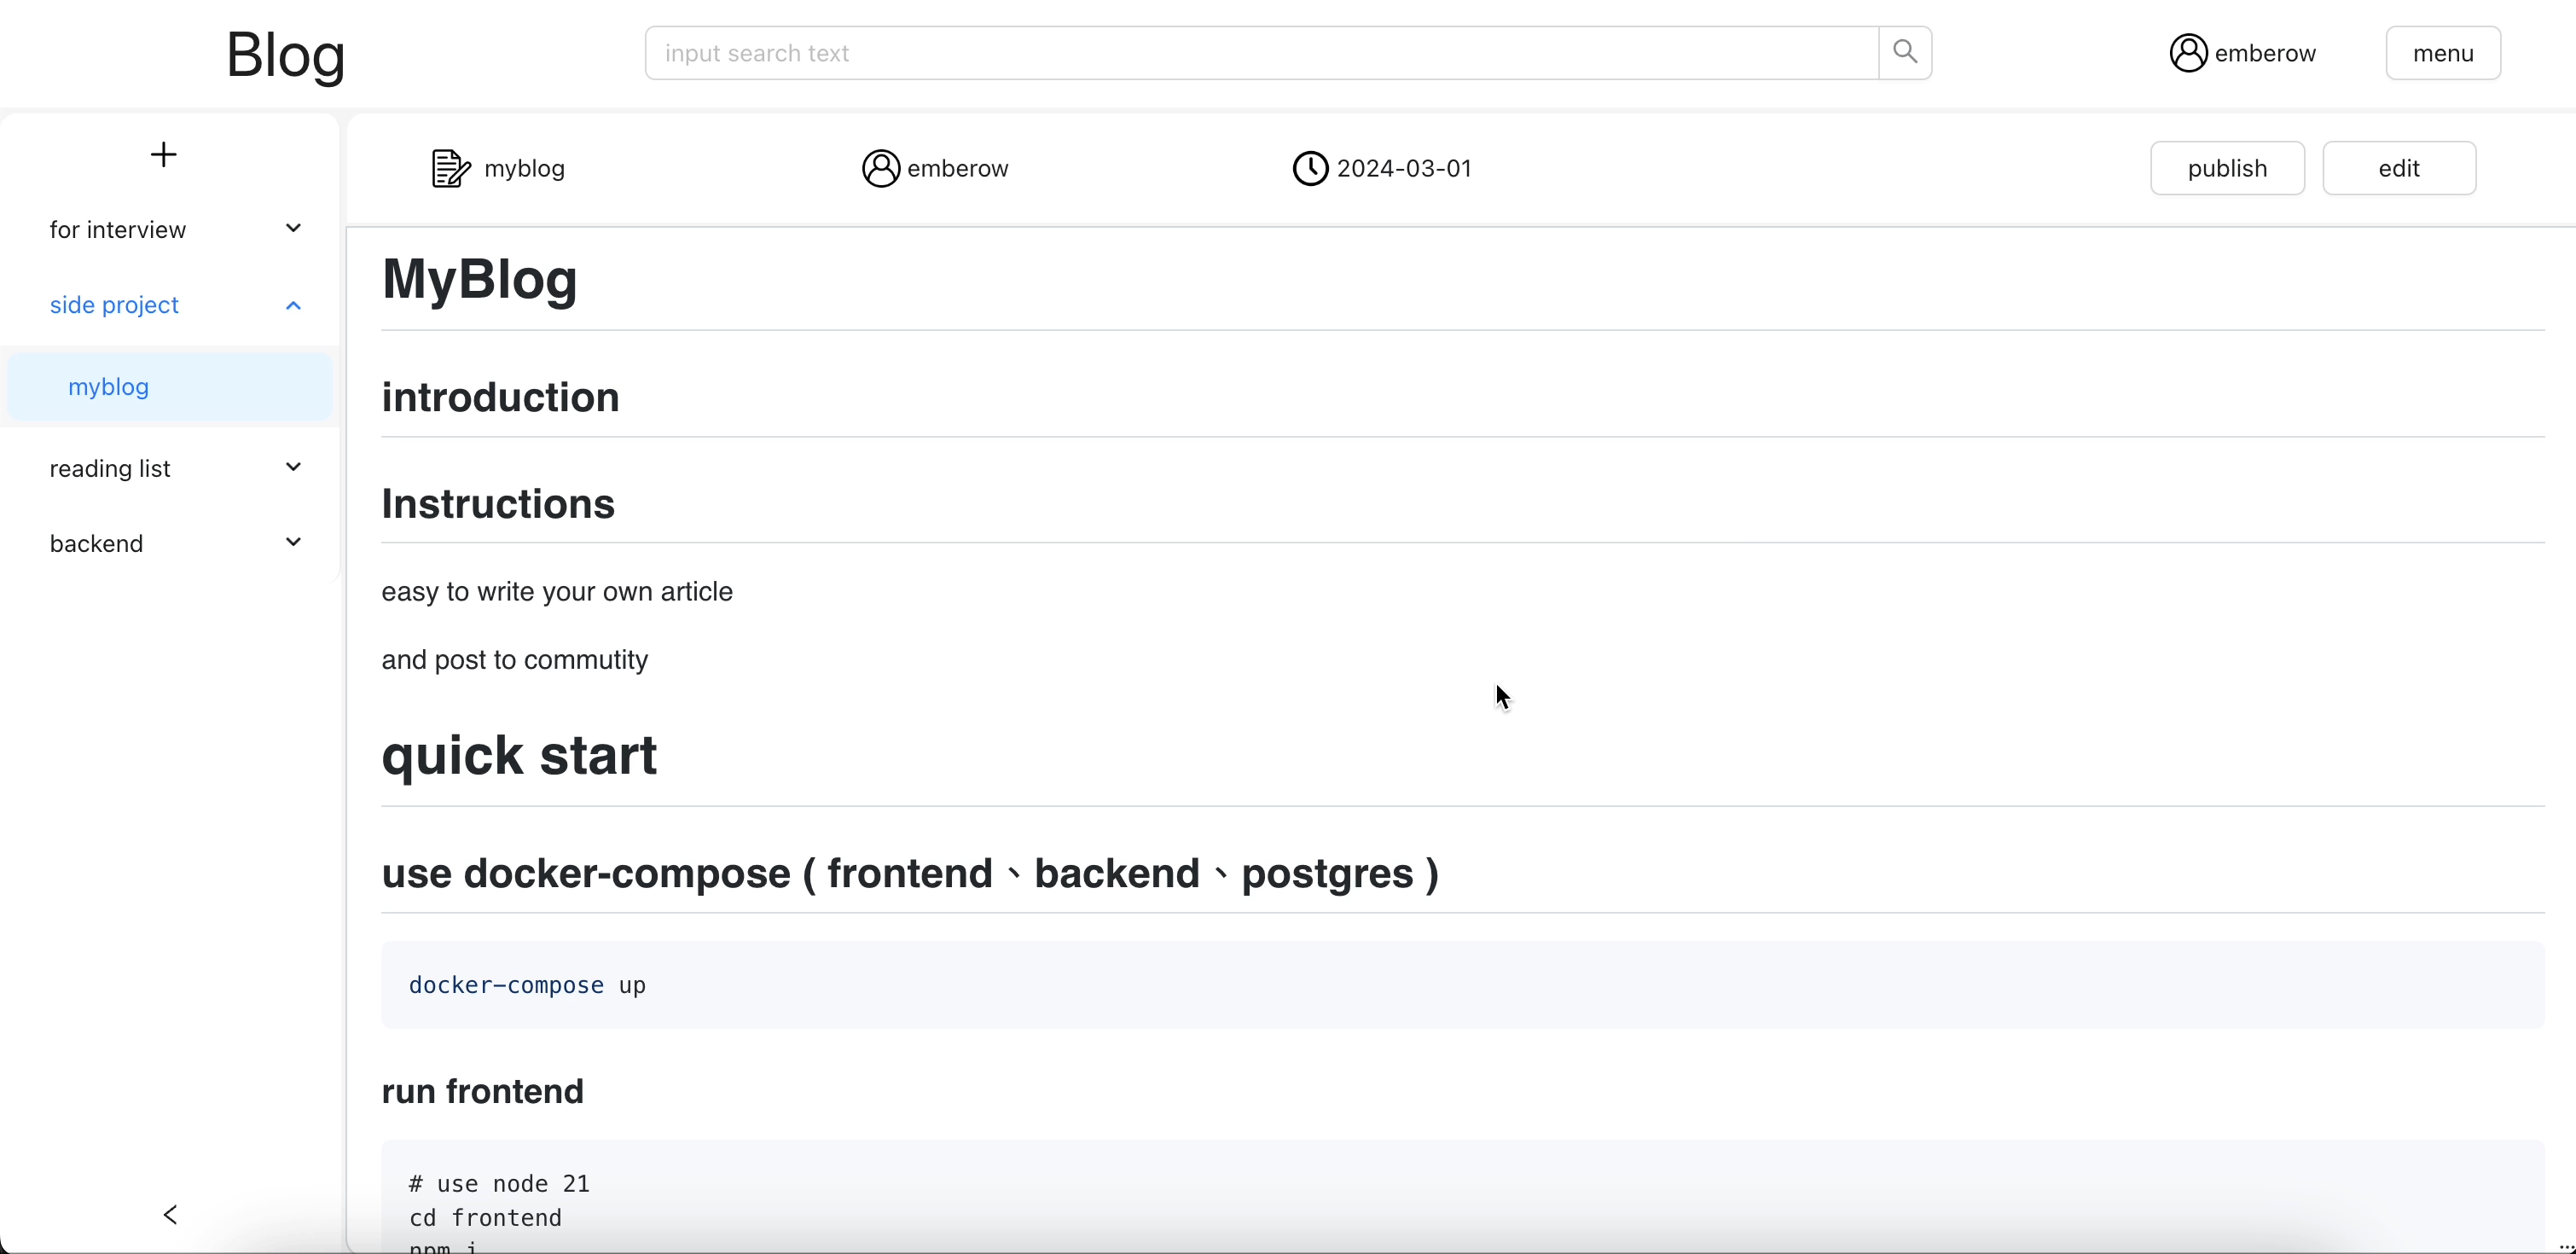 Blog
input search text
emberow
menu
myblog
emberow
2024-03-01
publish
edit
for interview
side project
myblog
reading list
backend
MyBlog
introduction
Instructions
easy to write your own article
and post to commutity
quick start
use docker-compose ( frontend、backend、postgres )
docker-compose up
run frontend
# use node 21
cd frontend
npm i